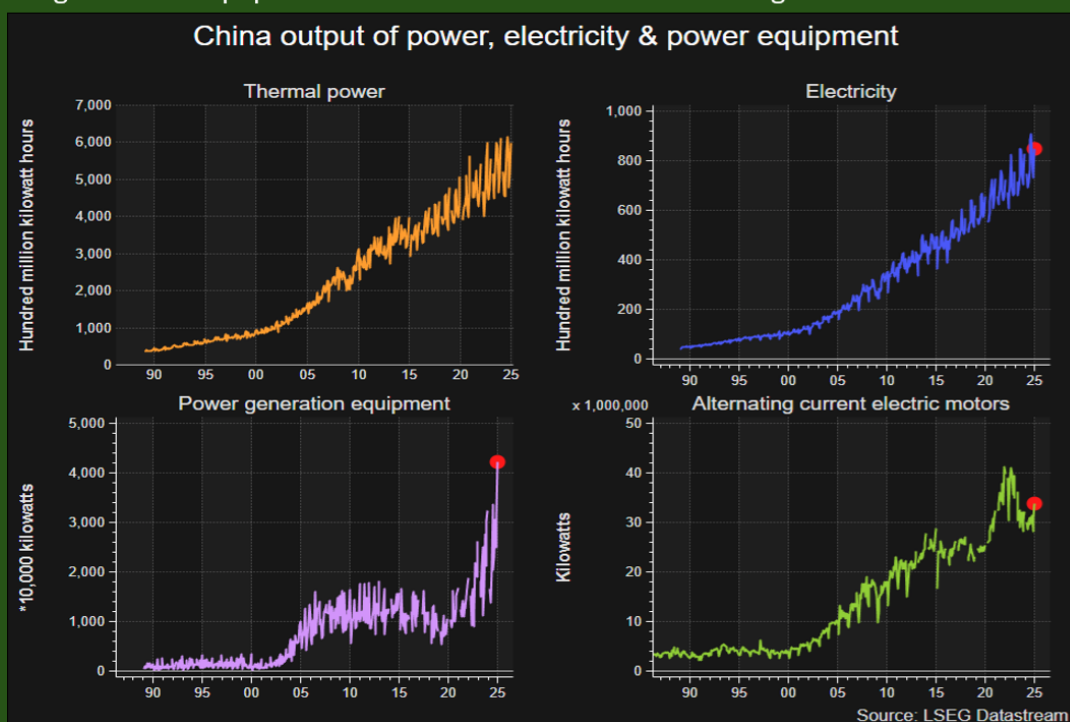 China output of power, electricity & power equipment
Thermal power
Hundred million kilowatt hours
7,000
6,000
5,000
4,000
3,000
2,000
1,000
0
90 95 00 05 10 15 20 25
Electricity
Hundred million kilowatt hours
1,000
800
600
400
200
0
90 95 00 05 10 15 20 25
Power generation equipment
*10,000 kilowatts
5,000
4,000
3,000
2,000
1,000
0
90 95 00 05 10 15 20 25
x 1,000,000
Alternating current electric motors
Kilowatts
50
40
30
20
10
0
90 95 00 05 10 15 20 25
Source: LSEG Datastream